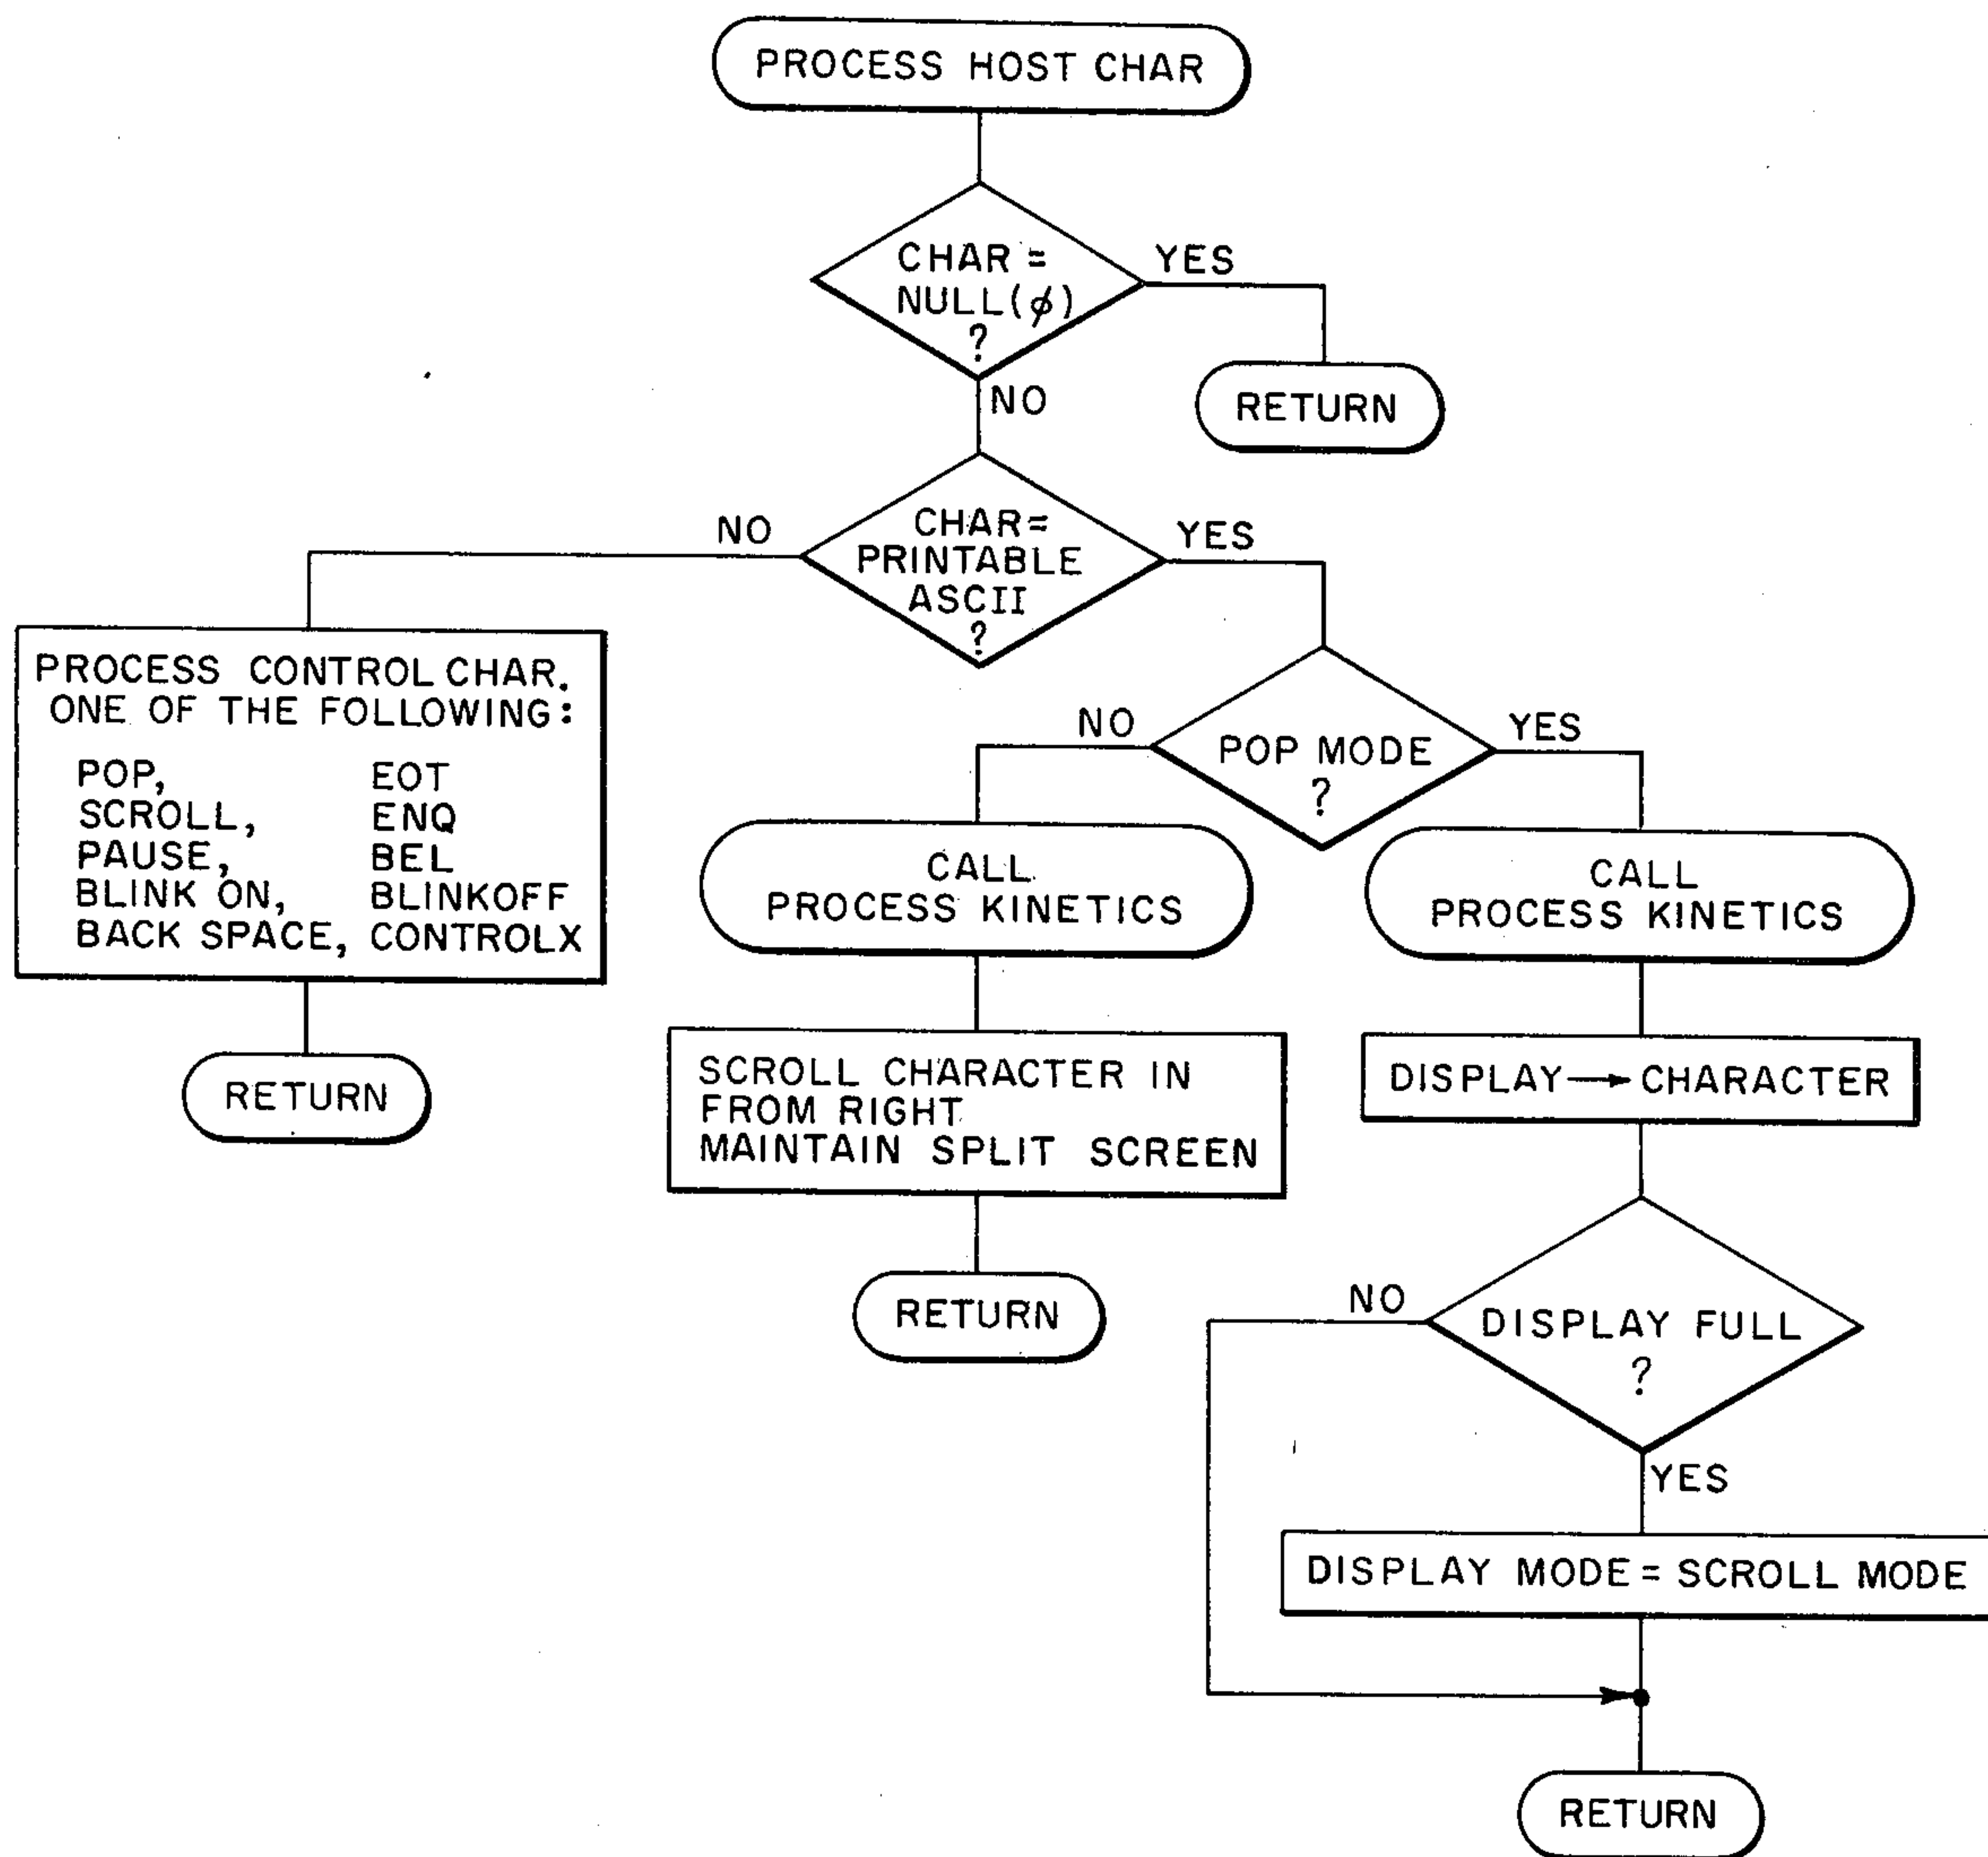 PROCESS HOST CHAR
CHAR =
NULL(ϕ)
?
YES
RETURN
NO
CHAR=
PRINTABLE
ASCII
?
NO
YES
PROCESS CONTROL CHAR.
ONE OF THE FOLLOWING:
POP, EOT
SCROLL, ENQ
PAUSE, BEL
BLINK ON, BLINKOFF
BACK SPACE, CONTROLX
RETURN
POP MODE
?
NO
YES
CALL
PROCESS KINETICS
SCROLL CHARACTER IN
FROM RIGHT
MAINTAIN SPLIT SCREEN
RETURN
CALL
PROCESS KINETICS
DISPLAY→CHARACTER
DISPLAY FULL
?
NO
YES
DISPLAY MODE = SCROLL MODE
RETURN